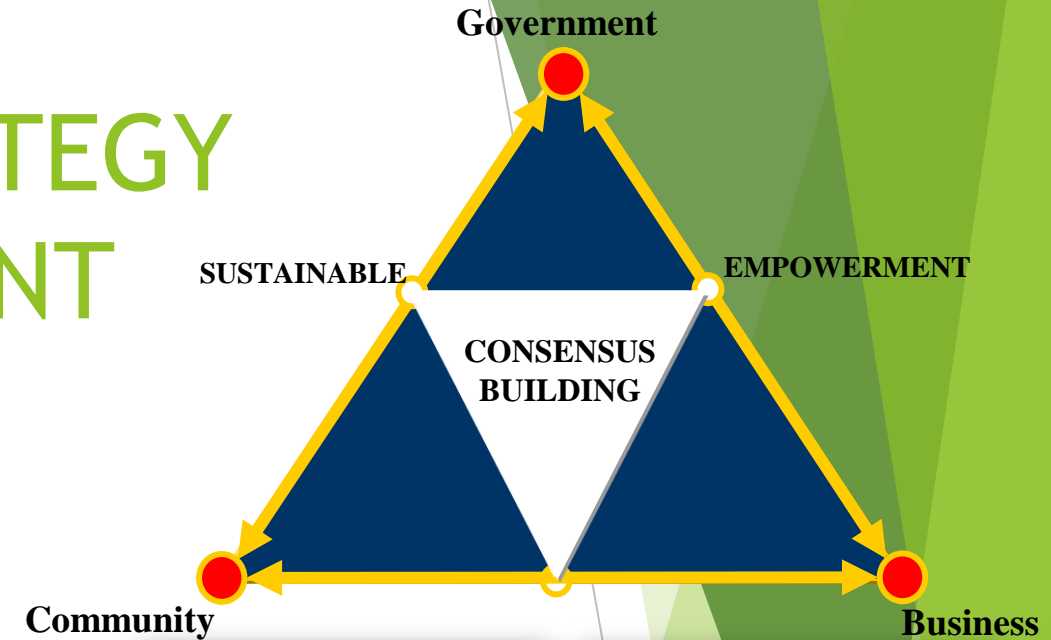 Government
TEGY
NT
SUSTAINABLE
EMPOWERMENT
CONSENSUS
BUILDING
Community
Business